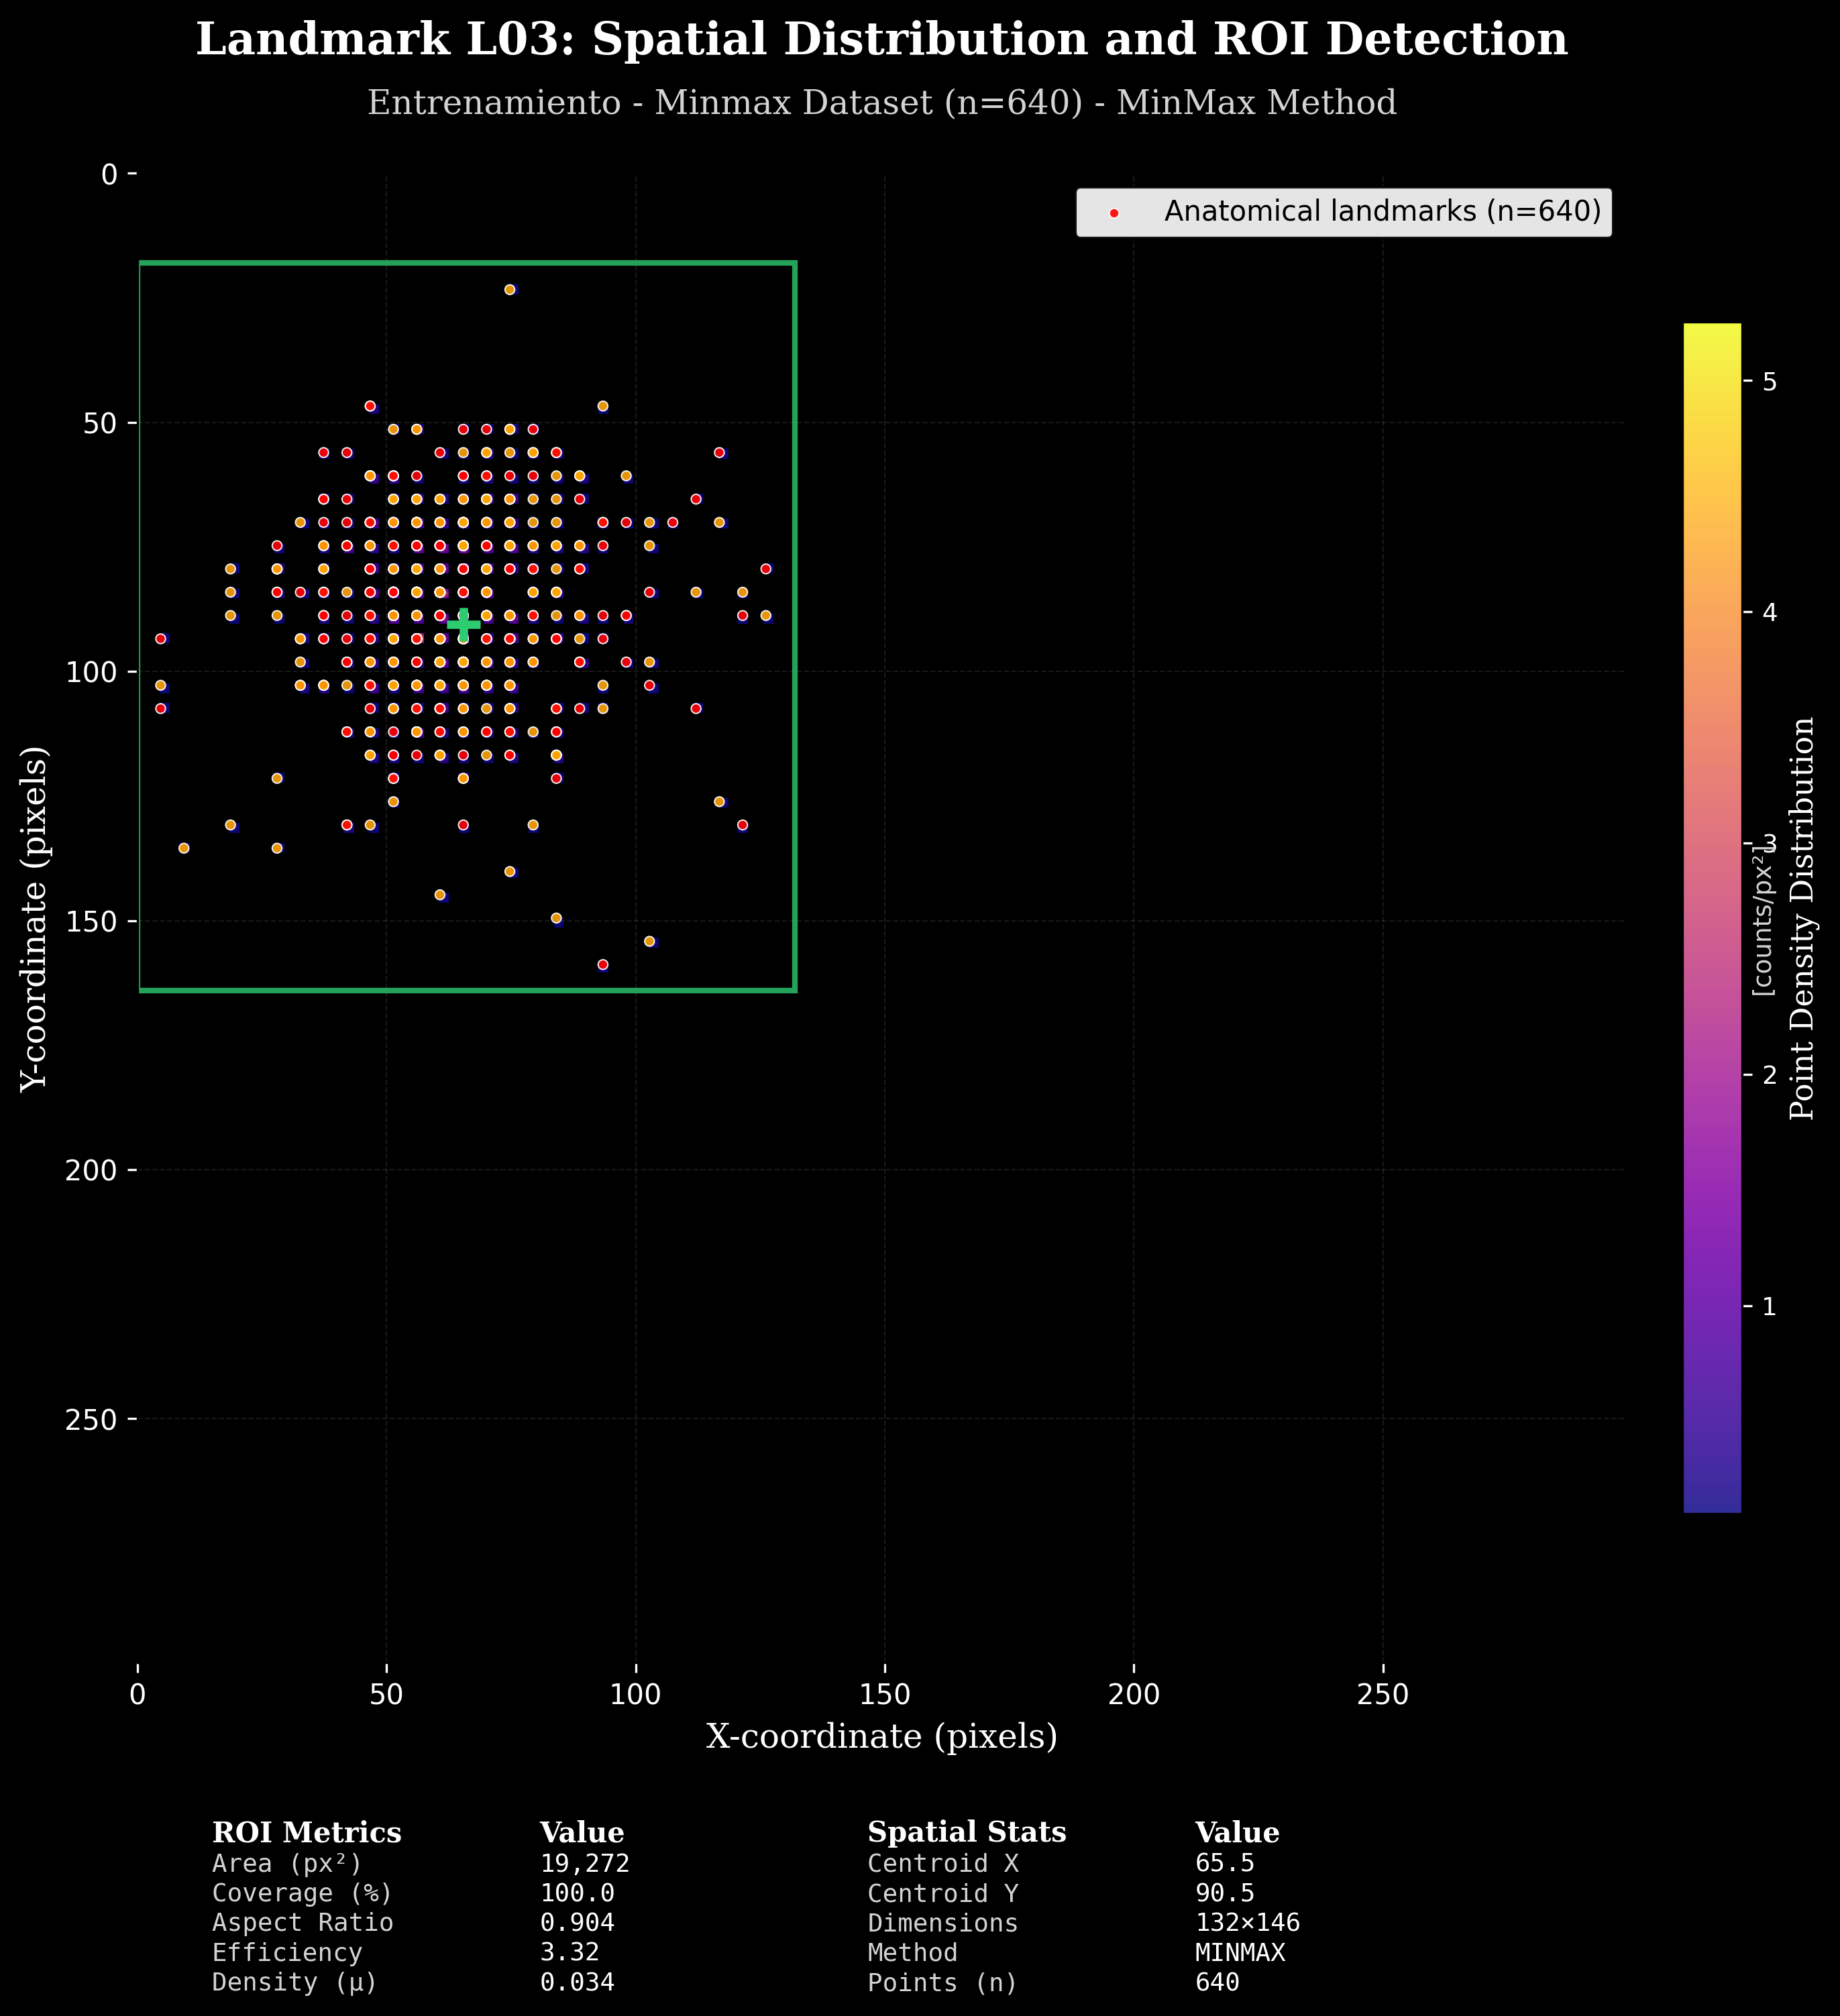 Landmark L03: Spatial Distribution and ROI Detection
Entrenamiento - Minmax Dataset (n=640) - MinMax Method
Anatomical landmarks (n=640)
0
50
100
150
200
250
Y-coordinate (pixels)
0 50 100 150 200 250
X-coordinate (pixels)
5
4
3
2
1
[counts/px²]
Point Density Distribution
ROI Metrics Value Spatial Stats Value
Area (px²) 19,272 Centroid X 65.5
Coverage (%) 100.0 Centroid Y 90.5
Aspect Ratio 0.904 Dimensions 132×146
Efficiency 3.32 Method MINMAX
Density (μ) 0.034 Points (n) 640